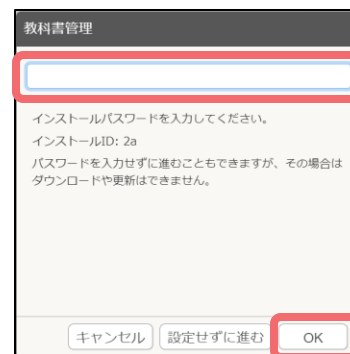 教科書管理
インストールパスワードを入力してください。
インストールID: 2a
パスワードを入力せずに進むこともできますが、その場合は
ダウンロードや更新はできません。
キャンセル
設定せずに進む
OK